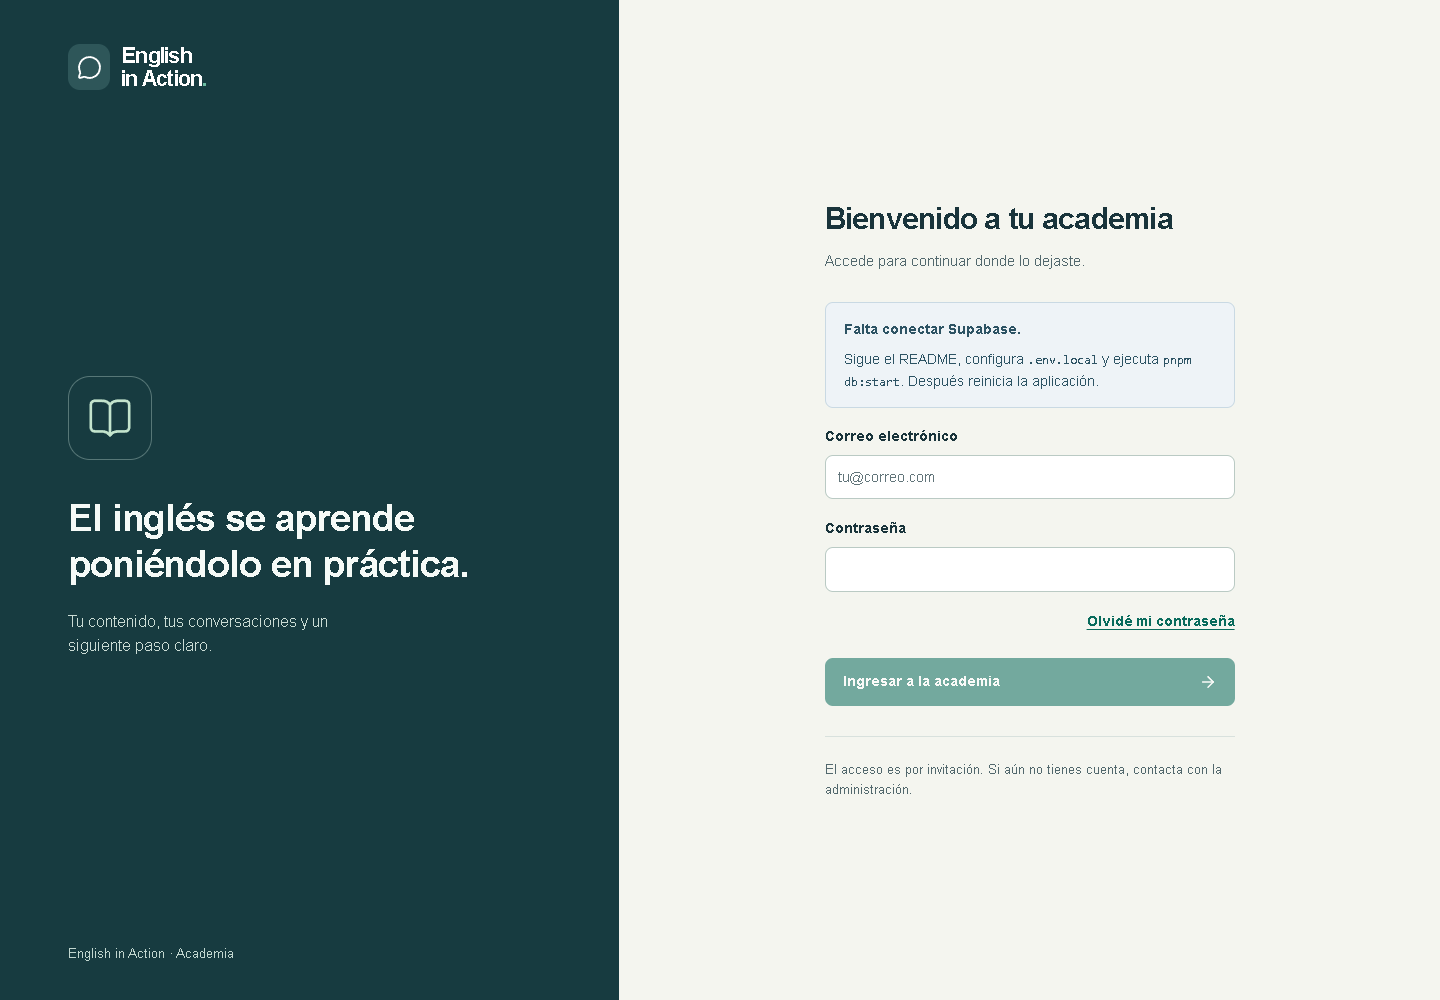 English
in Action.
El inglés se aprende
poniéndolo en práctica.
Tu contenido, tus conversaciones y un
siguiente paso claro.
English in Action · Academia
Bienvenido a tu academia
Accede para continuar donde lo dejaste.
Falta conectar Supabase.
Sigue el README, configura .env.local y ejecuta pnpm
db:start. Después reinicia la aplicación.
Correo electrónico
tu@correo.com
Contraseña
Olvidé mi contraseña
Ingresar a la academia
El acceso es por invitación. Si aún no tienes cuenta, contacta con la
administración.